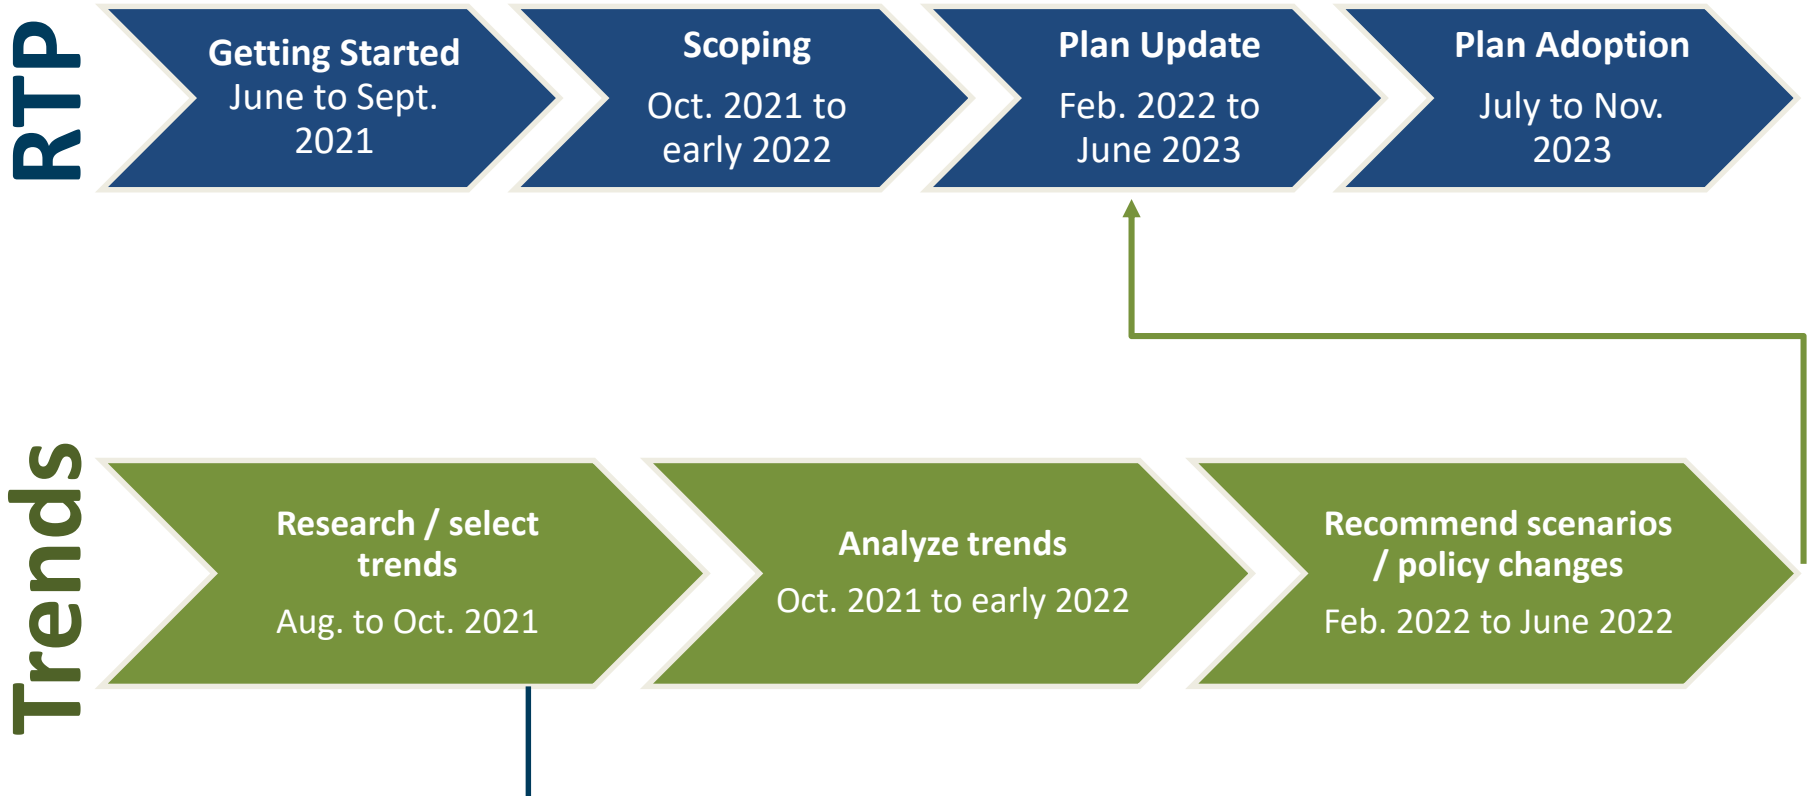 RTP
Getting Started
June to Sept.
2021
Scoping
Oct. 2021 to
early 2022
Plan Update
Feb. 2022 to
June 2023
Plan Adoption
July to Nov.
2023
Trends
Research / select
trends
Aug. to Oct. 2021
Analyze trends
Oct. 2021 to early 2022
Recommend scenarios
/ policy changes
Feb. 2022 to June 2022